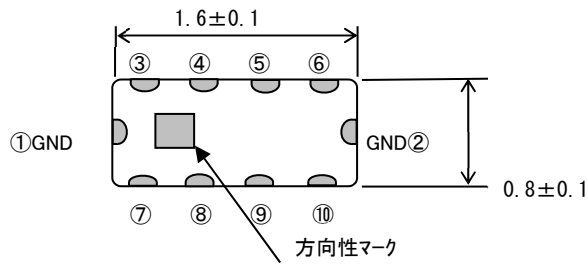 1.6±0.1
③ ④ ⑤ ⑥
①GND GND②
0.8±0.1
⑦ ⑧ ⑨ ⑩
方向性マーク